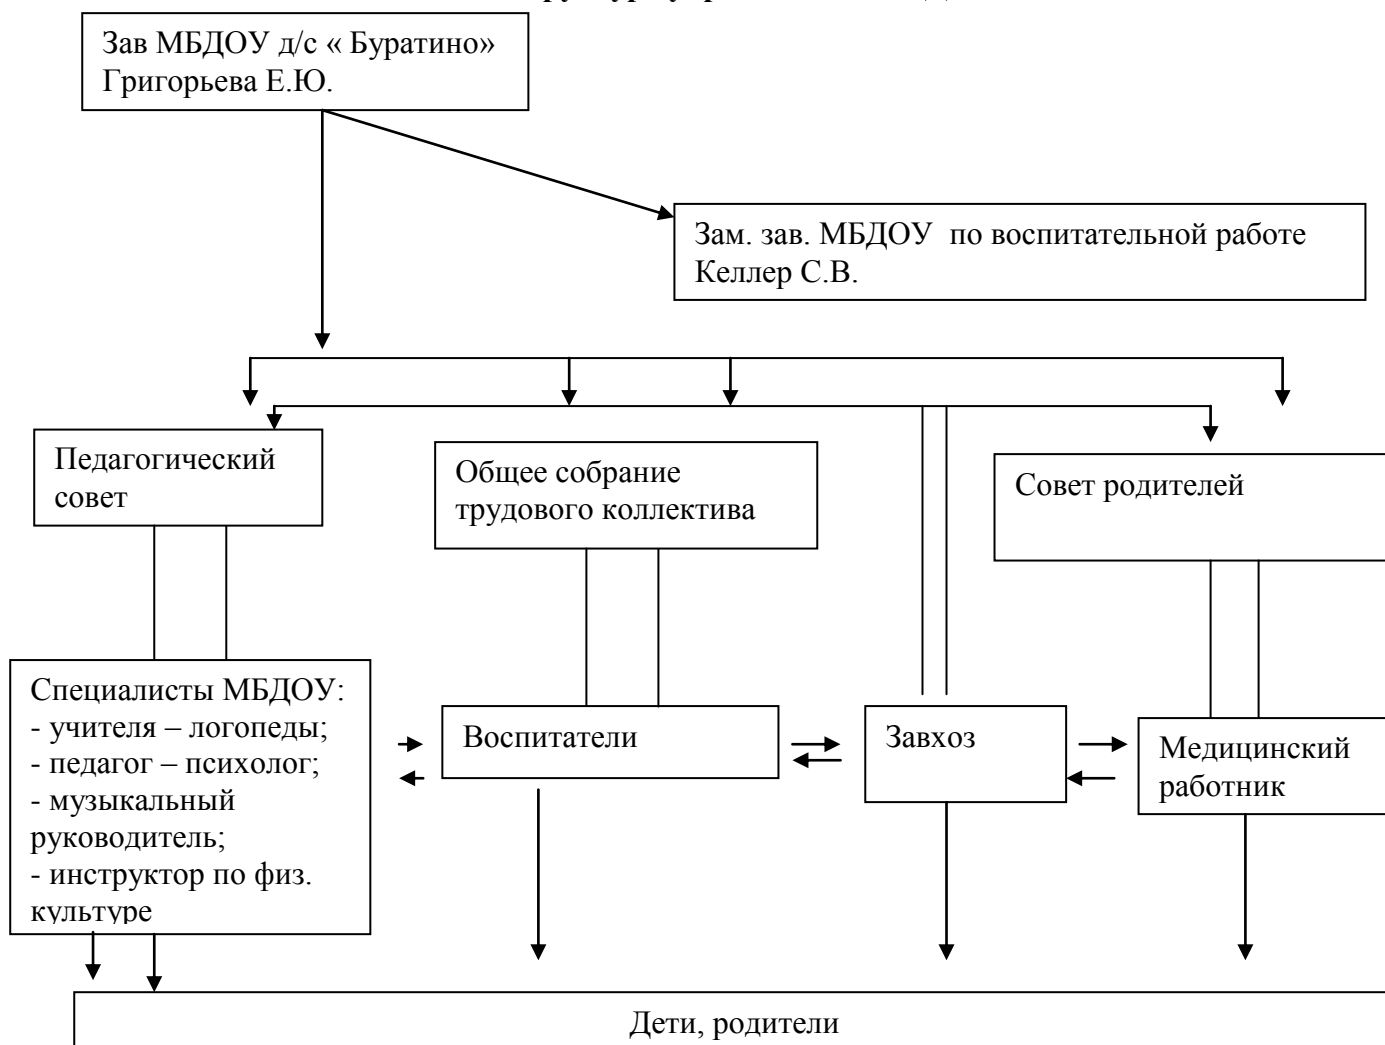 Зав МБДОУ д/с « Буратино»
Григорьева Е.Ю.
Зам. зав. МБДОУ по воспитательной работе
Келлер С.В.
Педагогический
совет
Общее собрание
трудового коллектива
Совет родителей
Специалисты МБДОУ:
- учителя – логопеды;
- педагог – психолог;
- музыкальный
руководитель;
- инструктор по физ.
культуре
Воспитатели
Завхоз
Медицинский
работник
Дети, родители